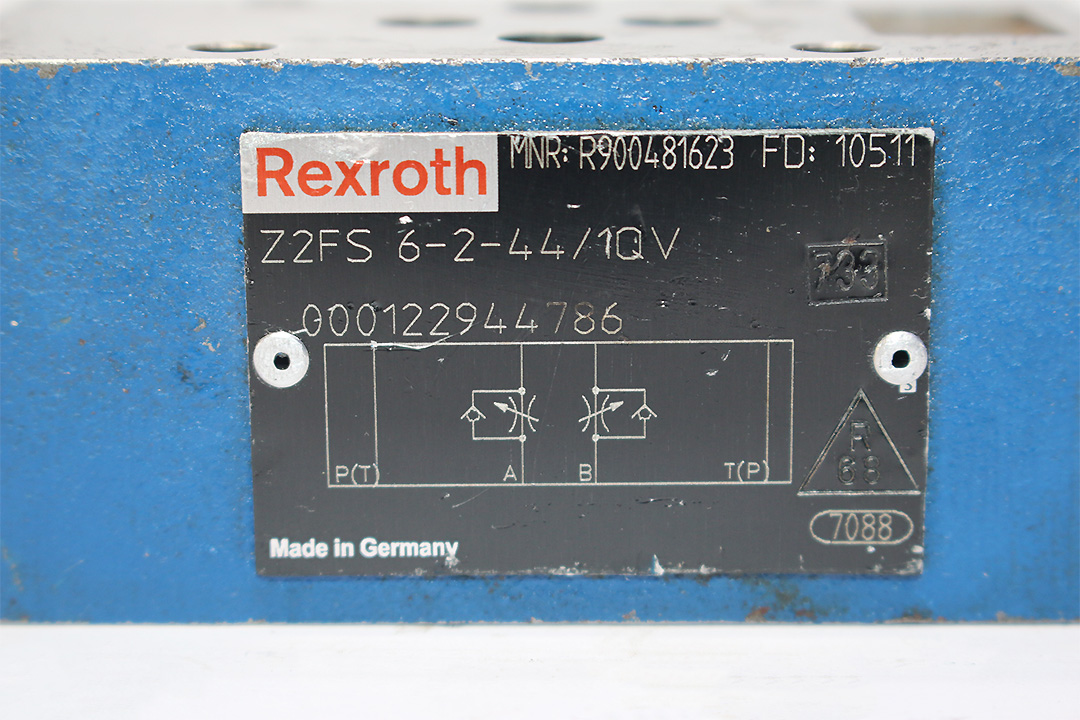 Rexroth
MNR: R900481623 FD: 10511
Z2FS 6-2-44/1QV
733
000122944786
P(T) A B T(P)
R
68
7088
Made in Germany